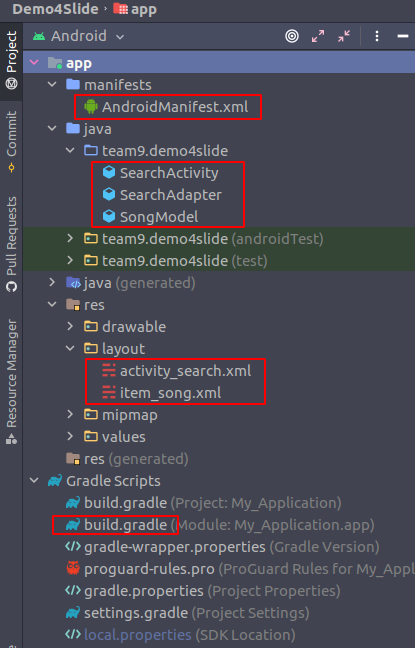 Demo4Slide app
Project
Commit
Pull Requests
Resource Manager
Android
app
manifests
AndroidManifest.xml
java
team9.demo4slide
SearchActivity
SearchAdapter
SongModel
team9.demo4slide (androidTest)
team9.demo4slide (test)
java (generated)
res
drawable
layout
activity_search.xml
item_song.xml
mipmap
values
res (generated)
Gradle Scripts
build.gradle (Project: My_Application)
build.gradle (Module: My_Application.app)
gradle-wrapper.properties (Gradle Version)
proguard-rules.pro (ProGuard Rules for My_Appl
gradle.properties (Project Properties)
settings.gradle (Project Settings)
local.properties (SDK Location)